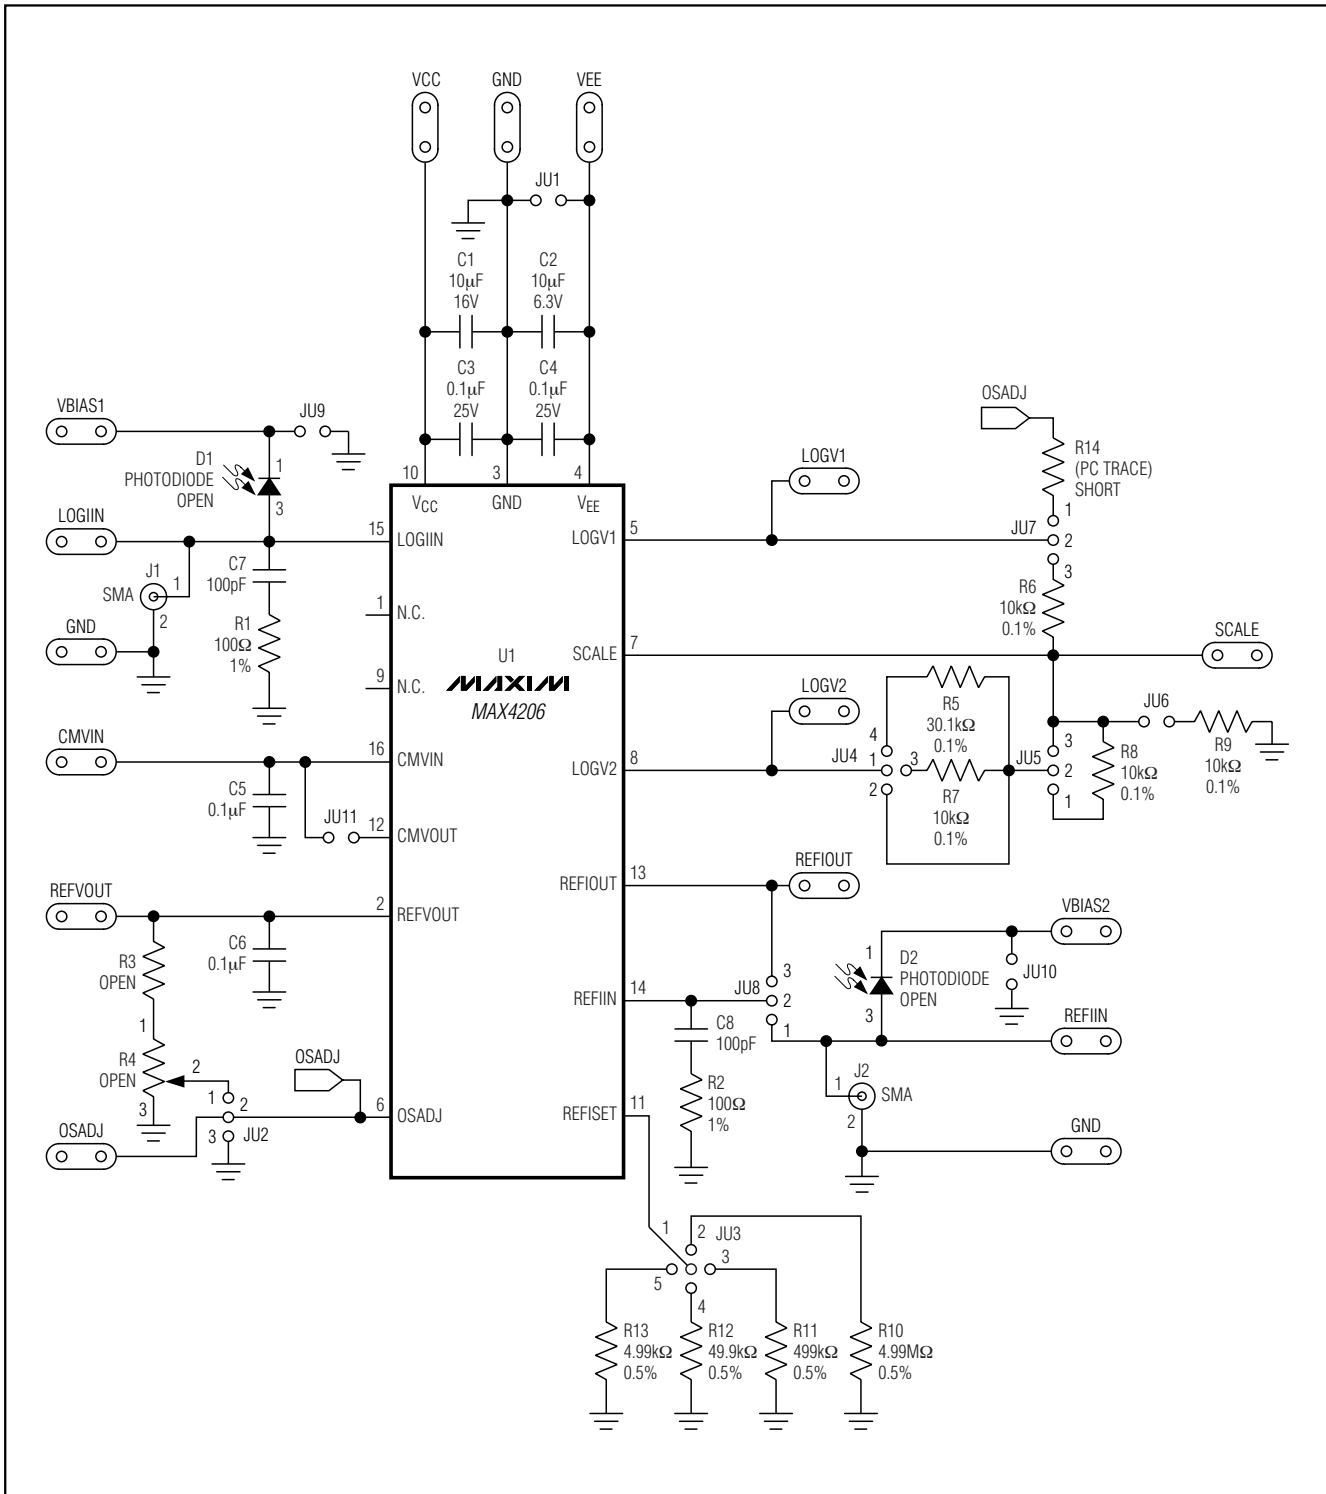 VCC
GND
VEE
JU1
C1
10µF
16V
C2
10µF
6.3V
C3
0.1µF
25V
C4
0.1µF
25V
VBIAS1
JU9
D1
PHOTODIODE
OPEN
1
3
LOGIIN
J1
SMA
1
2
GND
C7
100pF
R1
100Ω
1%
CMVIN
C5
0.1µF
JU11
REFVOUT
R3
OPEN
C6
0.1µF
1
R4
OPEN
2
3
OSADJ
1
2
3
JU2
OSADJ
10
3
4
VCC
GND
VEE
15
LOGIIN
1
N.C.
9
N.C.
16
CMVIN
12
CMVOUT
2
REFVOUT
6
OSADJ
U1
MAXIM
MAX4206
LOGV1
5
SCALE
7
LOGV2
8
REFIOUT
13
REFIIN
14
REFISET
11
LOGV1
OSADJ
R14
(PC TRACE)
SHORT
1
JU7
2
3
R6
10kΩ
0.1%
SCALE
LOGV2
R5
30.1kΩ
0.1%
4
JU4
1
3
2
R7
10kΩ
0.1%
JU5
3
2
1
R8
10kΩ
0.1%
JU6
R9
10kΩ
0.1%
REFIOUT
3
JU8
2
1
C8
100pF
R2
100Ω
1%
1
D2
PHOTODIODE
OPEN
3
VBIAS2
JU10
REFIIN
J2
1
SMA
2
GND
1
2
JU3
3
5
4
R13
4.99kΩ
0.5%
R12
49.9kΩ
0.5%
R11
499kΩ
0.5%
R10
4.99MΩ
0.5%